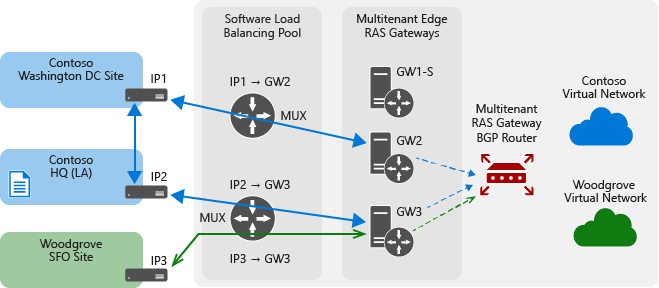 Contoso
Washington DC Site
IP1
Contoso
HQ (LA)
IP2
Woodgrove
SFO Site
IP3
Software Load
Balancing Pool
IP1 → GW2
MUX
IP2 → GW3
MUX
IP3 → GW3
Multitenant Edge
RAS Gateways
GW1-S
GW2
GW3
Multitenant
RAS Gateway
BGP Router
Contoso
Virtual Network
Woodgrove
Virtual Network